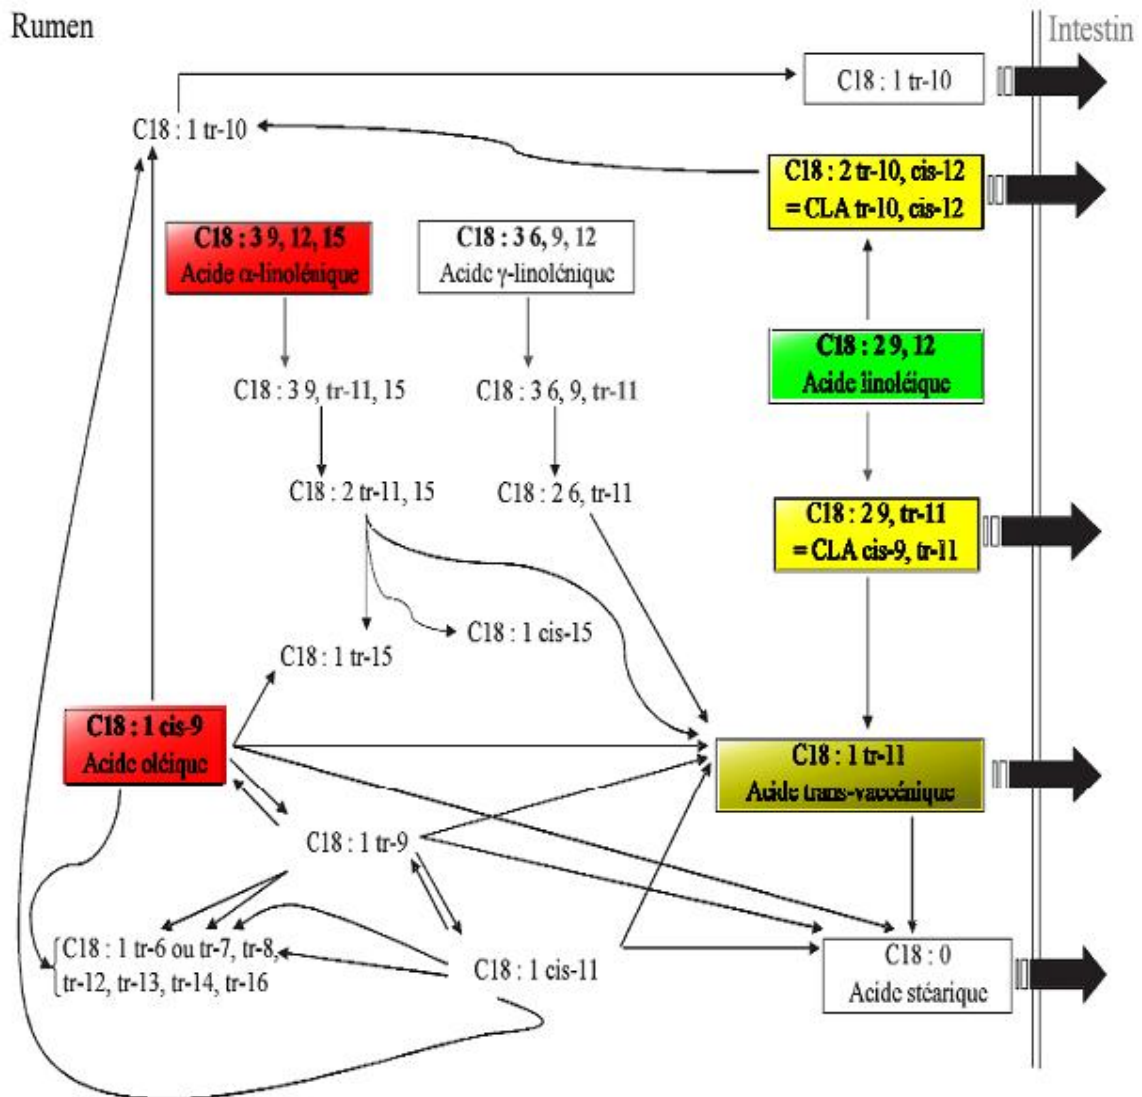 Rumen
Intestin
C18 : 1 tr-10
C18 : 1 tr-10
C18 : 2 tr-10, cis-12
= CLA tr-10, cis-12
C18 : 3 9, 12, 15
Acide α-linolénique
C18 : 3 6, 9, 12
Acide γ-linolénique
C18 : 2 9, 12
Acide linoléique
C18 : 3 9, tr-11, 15
C18 : 3 6, 9, tr-11
C18 : 2 tr-11, 15
C18 : 2 6, tr-11
C18 : 2 9, tr-11
= CLA cis-9, tr-11
C18 : 1 cis-15
C18 : 1 tr-15
C18 : 1 cis-9
Acide oléique
C18 : 1 tr-11
Acide trans-vaccénique
C18 : 1 tr-9
C18 : 1 tr-6 ou tr-7, tr-8,
tr-12, tr-13, tr-14, tr-16
C18 : 1 cis-11
C18 : 0
Acide stéarique